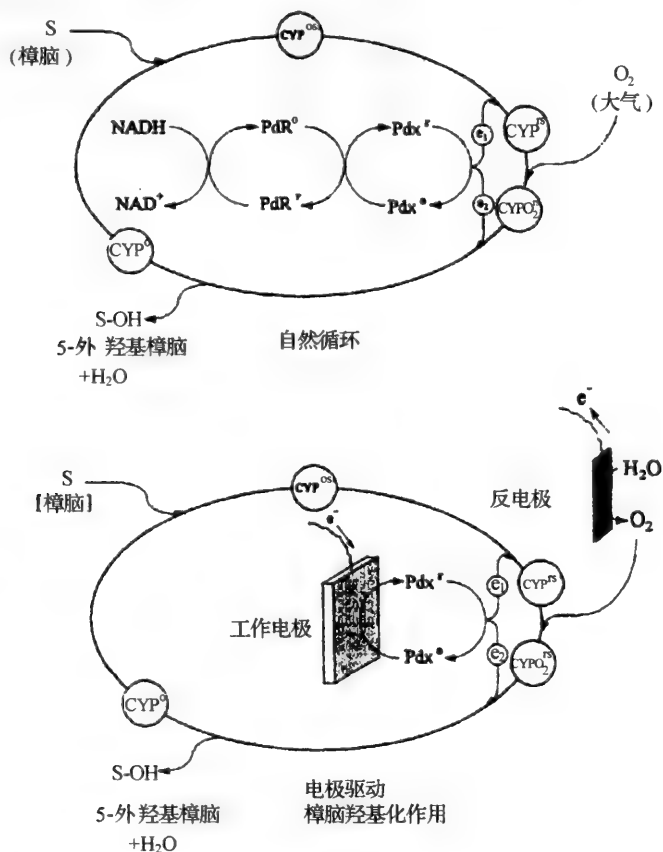 S
(樟脑)
CYP^os
O₂
(大气)
NADH
PdR^o
Pdx^r
e₁
CYP^rs
NAD⁺
PdR^r
Pdx^o
e₂
CYPO₂^rs
CYP^o
S-OH
5-外 羟基樟脑
+H₂O
自然循环
e⁻
S
[樟脑]
CYP^os
反电极
H₂O
O₂
e⁻
工作电极
Pdx^r
e₁
CYP^rs
Pdx^o
e₂
CYPO₂^rs
CYP^o
S-OH
5-外羟基樟脑
+H₂O
电极驱动
樟脑羟基化作用